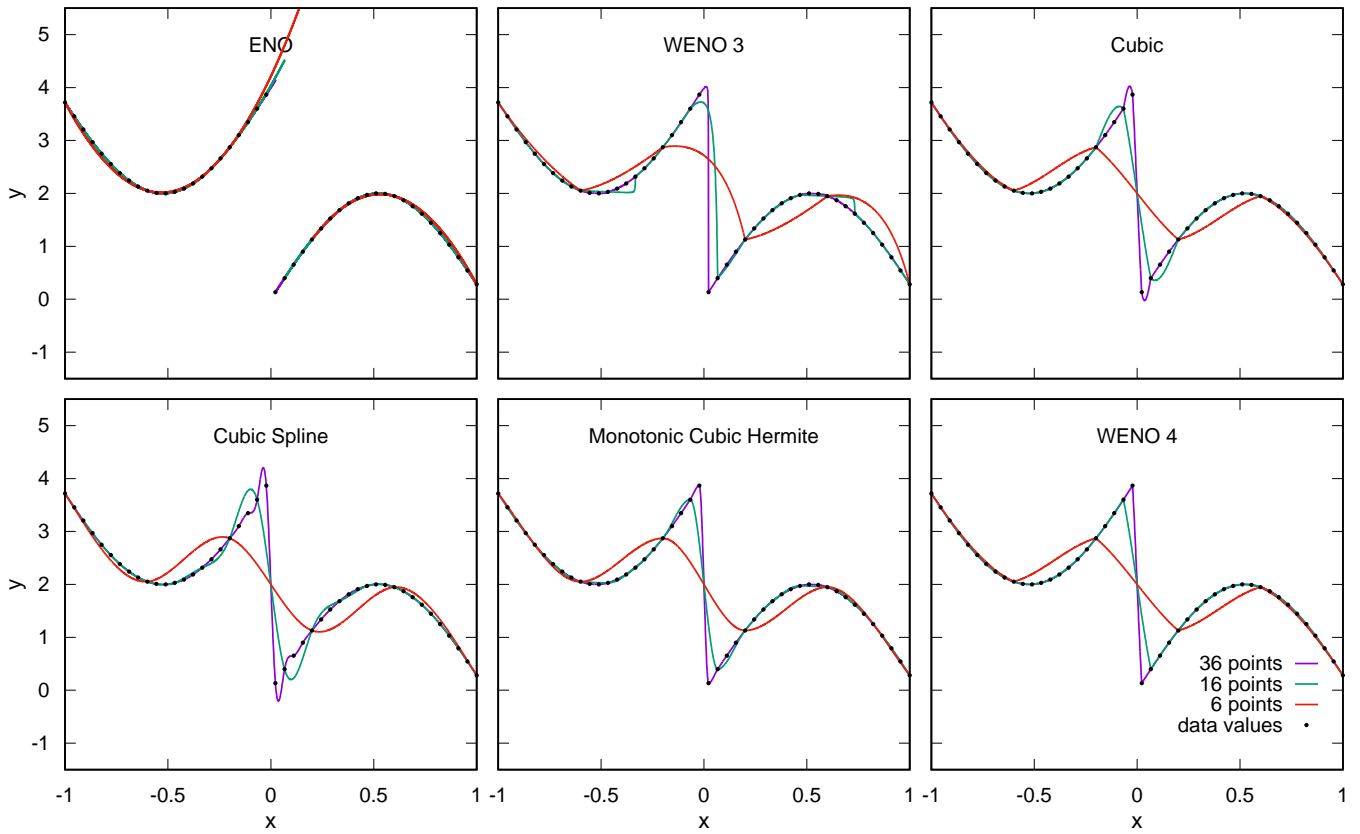 ENO
WENO 3
Cubic
5
4
3
2
1
0
-1
y
Cubic Spline
Monotonic Cubic Hermite
WENO 4
5
4
3
2
1
0
-1
y
36 points
16 points
6 points
data values
-1 -0.5 0 0.5 1
-1 -0.5 0 0.5 1
-1 -0.5 0 0.5 1
x
x
x